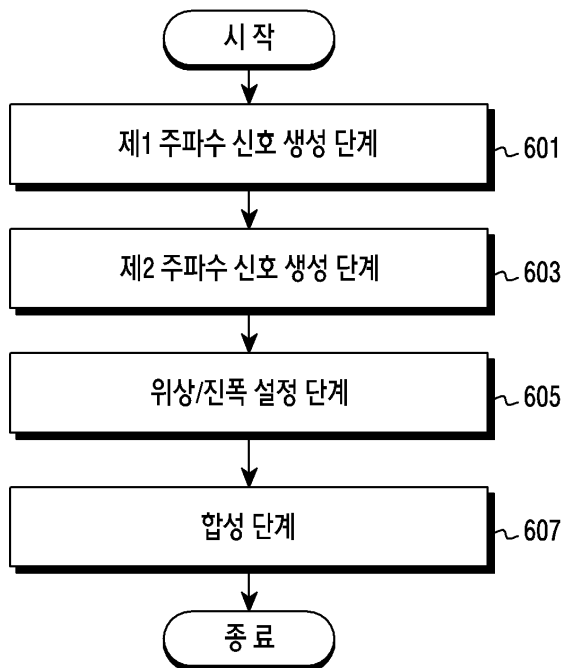 시 작
제1 주파수 신호 생성 단계
601
제2 주파수 신호 생성 단계
603
위상/진폭 설정 단계
605
합성 단계
607
종 료